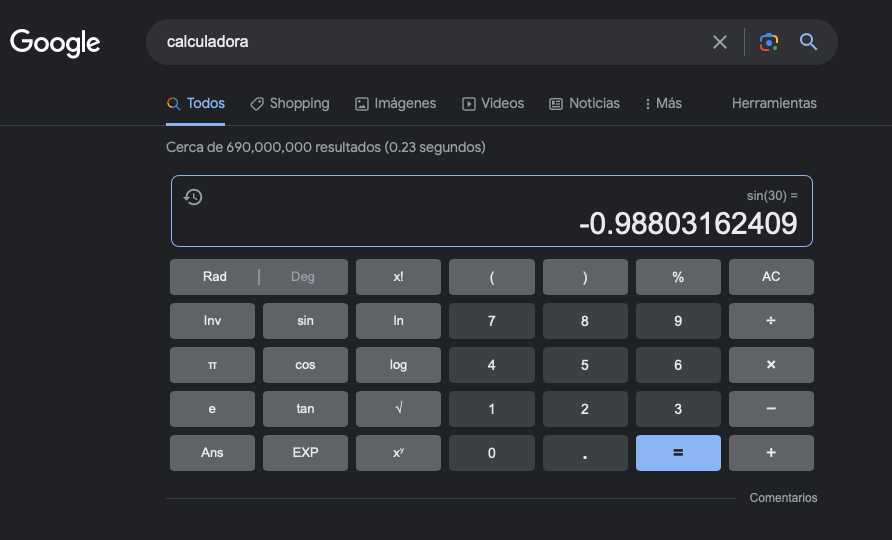 Google
calculadora
Todos Shopping Imágenes Videos Noticias Más Herramientas
Cerca de 690,000,000 resultados (0.23 segundos)
sin(30) =
-0.98803162409
Rad | Deg x! ( ) % AC
Inv sin ln 7 8 9 ÷
π cos log 4 5 6 ×
e tan √ 1 2 3 −
Ans EXP xʸ 0 . = +
Comentarios